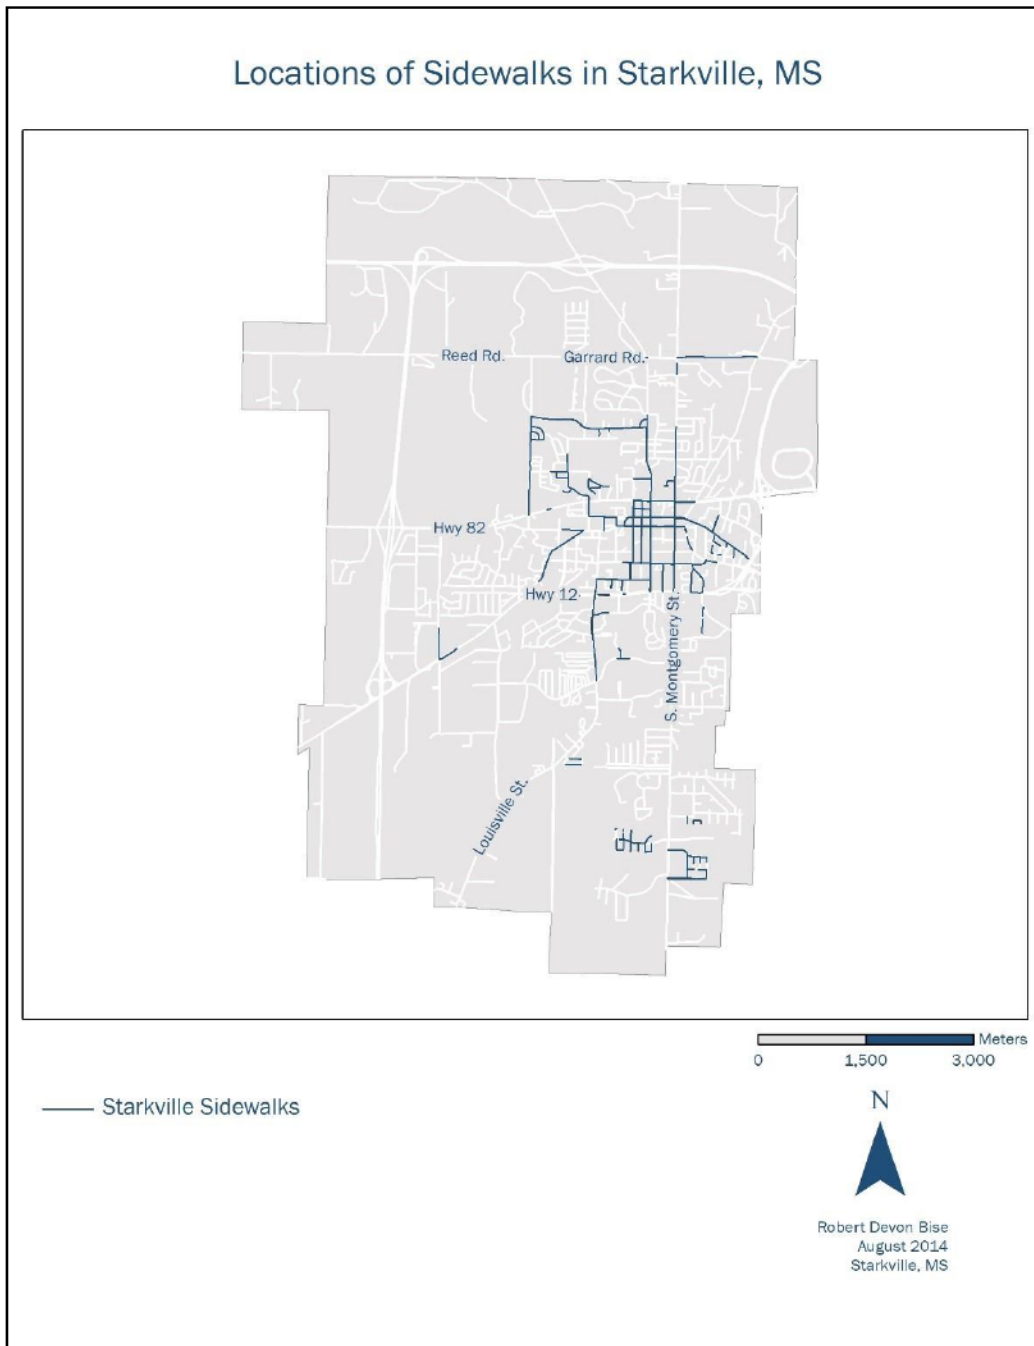 Locations of Sidewalks in Starkville, MS
Reed Rd.
Garrard Rd.
Hwy 82
Hwy 12
S. Montgomery St.
Louisville St.
Meters
0 1,500 3,000
Starkville Sidewalks
N
Robert Devon Bise
August 2014
Starkville, MS